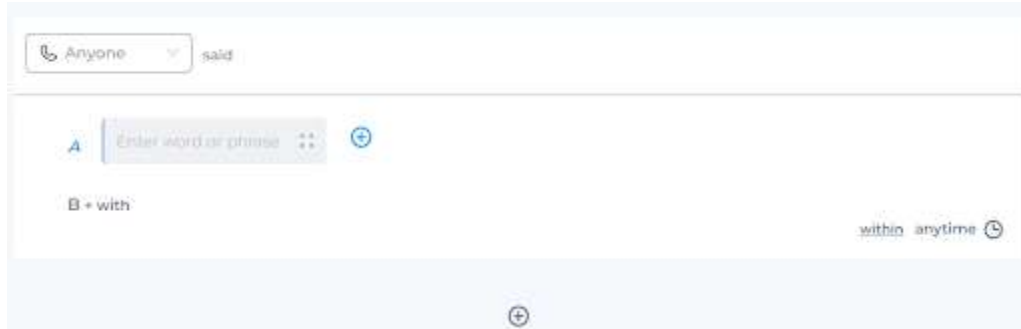 Anyone said
A Enter word or phrase
B + with
within anytime